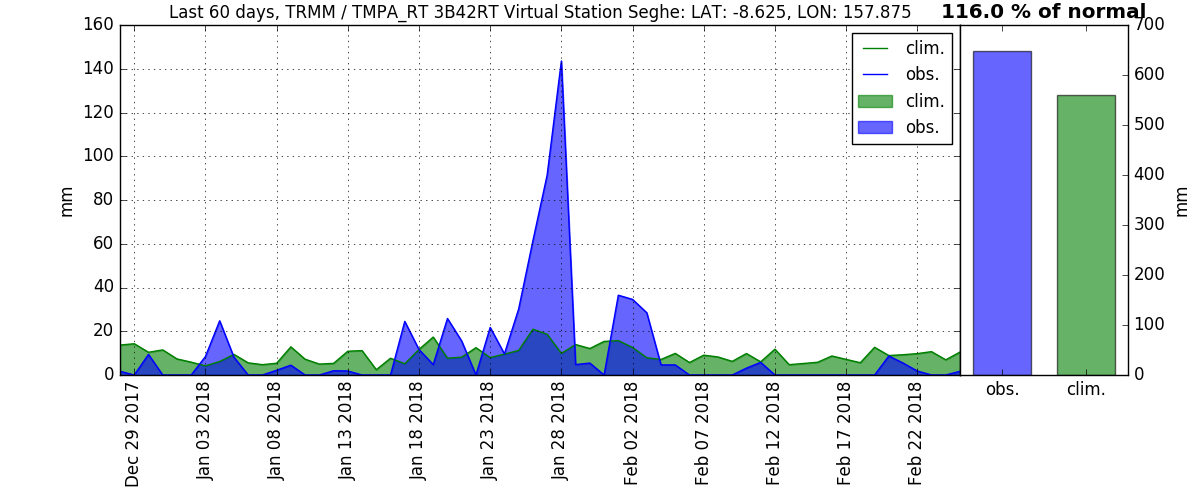 Last 60 days, TRMM / TMPA_RT 3B42RT Virtual Station Seghe: LAT: -8.625, LON: 157.875
116.0 % of normal
160
140
120
100
80
60
40
20
0
mm
clim.
obs.
clim.
obs.
700
600
500
400
300
200
100
0
mm
Dec 29 2017
Jan 03 2018
Jan 08 2018
Jan 13 2018
Jan 18 2018
Jan 23 2018
Jan 28 2018
Feb 02 2018
Feb 07 2018
Feb 12 2018
Feb 17 2018
Feb 22 2018
obs.
clim.